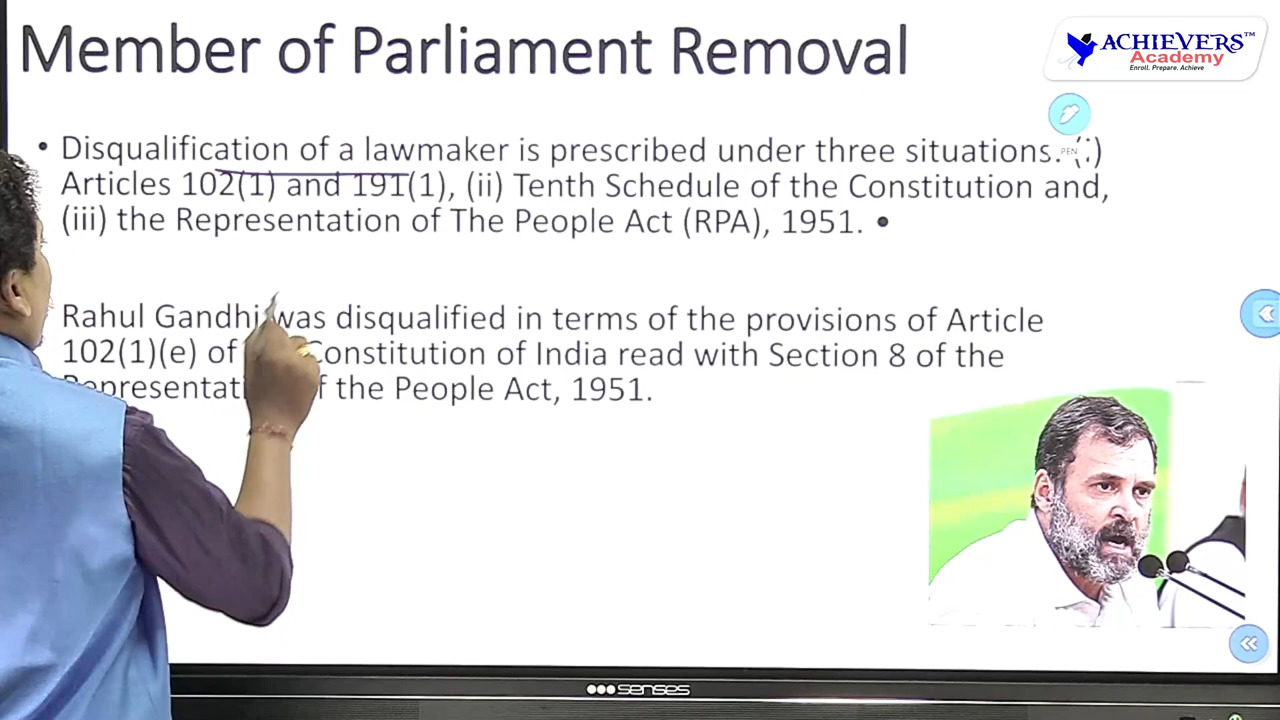 Member of Parliament Removal
ACHIEVERS™
Academy
Enroll. Prepare. Achieve
PEN
• Disqualification of a lawmaker is prescribed under three situations. (i)
Articles 102(1) and 191(1), (ii) Tenth Schedule of the Constitution and,
(iii) the Representation of The People Act (RPA), 1951. •
Rahul Gandhi was disqualified in terms of the provisions of Article
102(1)(e) of Constitution of India read with Section 8 of the
of the People Act, 1951.
senses